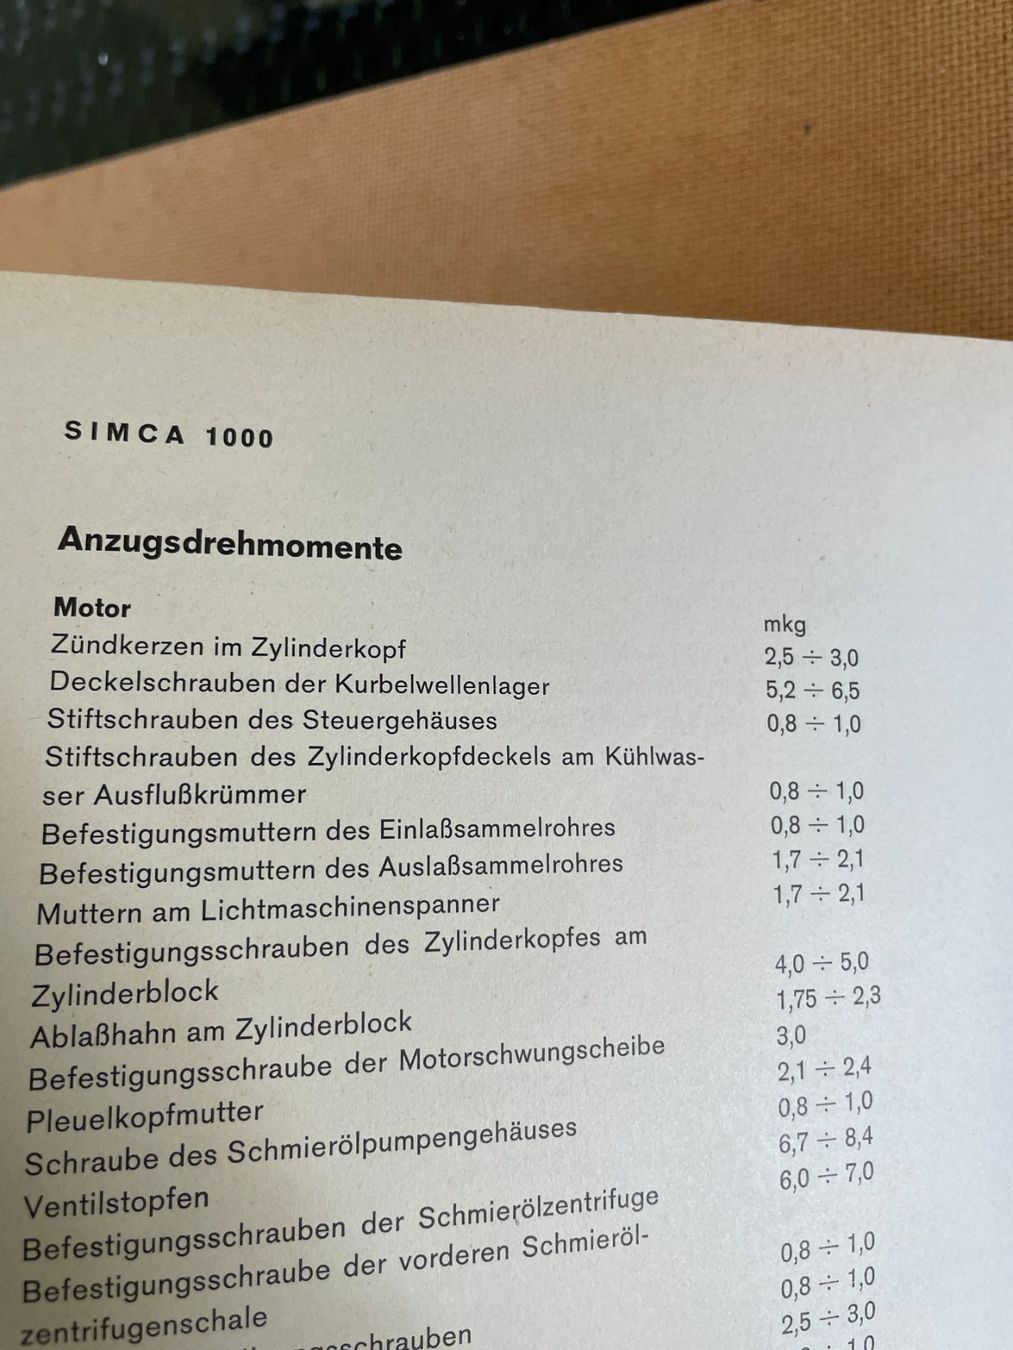 SIMCA 1000
Anzugsdrehmomente
Motor mkg
Zündkerzen im Zylinderkopf 2,5 ÷ 3,0
Deckelschrauben der Kurbelwellenlager 5,2 ÷ 6,5
Stiftschrauben des Steuergehäuses 0,8 ÷ 1,0
Stiftschrauben des Zylinderkopfdeckels am Kühlwas-
ser Ausflußkrümmer 0,8 ÷ 1,0
Befestigungsmuttern des Einlaßsammelrohres 0,8 ÷ 1,0
Befestigungsmuttern des Auslaßsammelrohres 1,7 ÷ 2,1
Muttern am Lichtmaschinenspanner 1,7 ÷ 2,1
Befestigungsschrauben des Zylinderkopfes am
Zylinderblock 4,0 ÷ 5,0
Ablaßhahn am Zylinderblock 1,75 ÷ 2,3
Befestigungsschraube der Motorschwungscheibe 3,0
Pleuelkopfmutter 2,1 ÷ 2,4
Schraube des Schmierölpumpengehäuses 0,8 ÷ 1,0
Ventilstopfen 6,7 ÷ 8,4
Befestigungsschrauben der Schmierölzentrifuge 6,0 ÷ 7,0
Befestigungsschraube der vorderen Schmieröl-
zentrifugenschale 0,8 ÷ 1,0
0,8 ÷ 1,0
2,5 ÷ 3,0